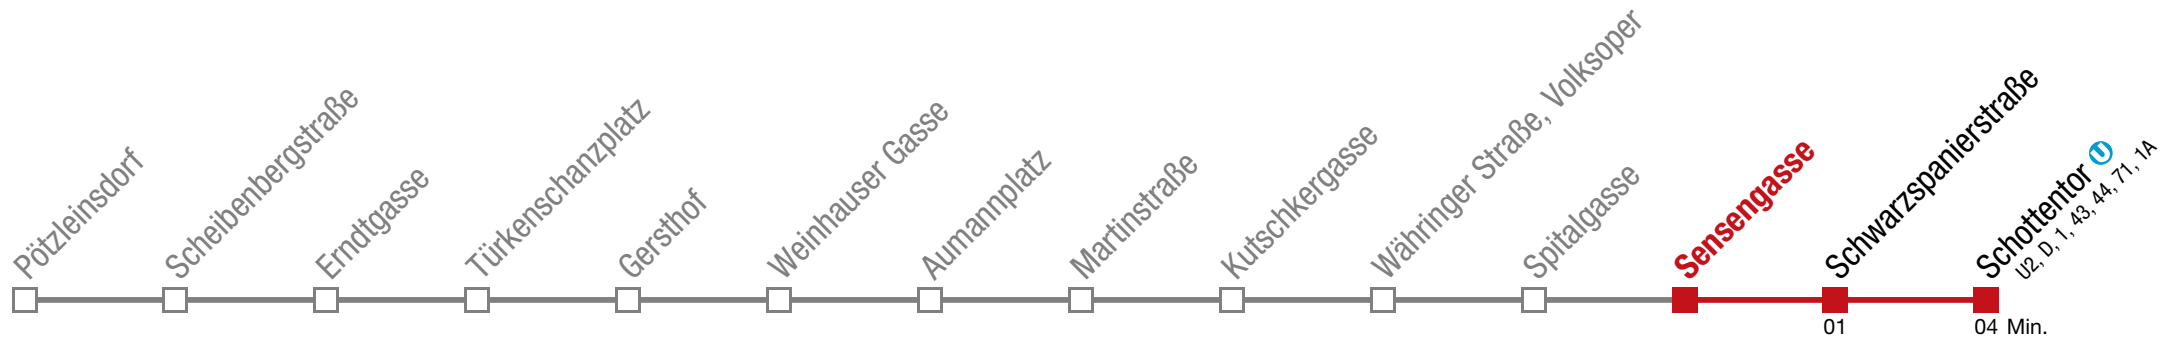 Pötzleinsdorf
Scheibenbergstraße
Erndtgasse
Türkenschanzplatz
Gersthof
Weinhauser Gasse
Aumannplatz
Martinstraße
Kutschkergasse
Währinger Straße, Volksoper
Spitalgasse
Sensengasse
Schwarzspanierstraße
Schottentor U
U2, D, 1, 43, 44, 71, 1A
01
04 Min.